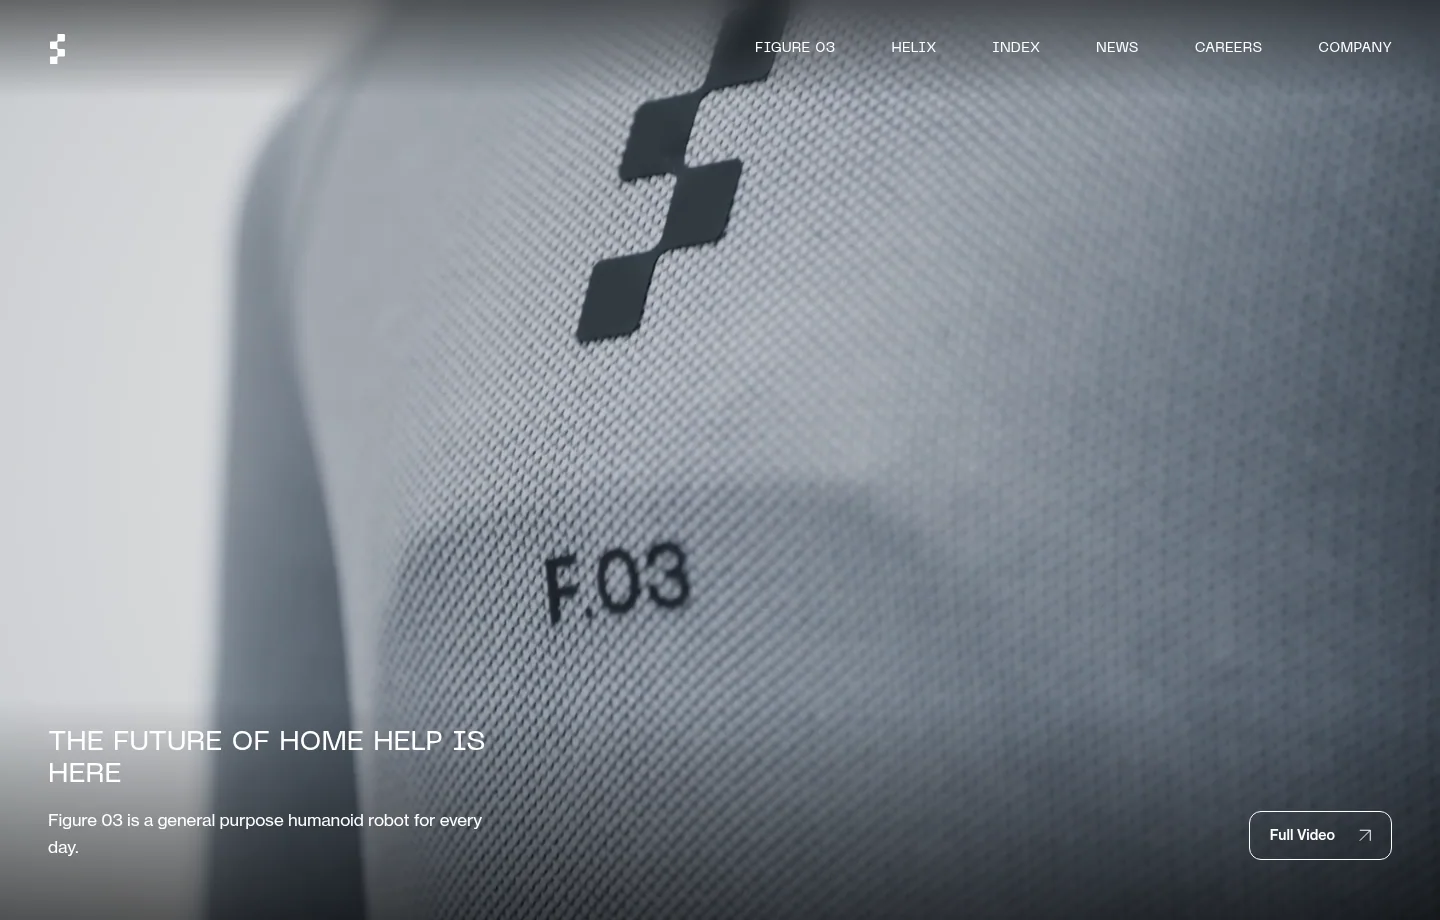 FIGURE 03
HELIX
INDEX
NEWS
CAREERS
COMPANY
F.03
THE FUTURE OF HOME HELP IS
HERE
Figure 03 is a general purpose humanoid robot for every
day.
Full Video